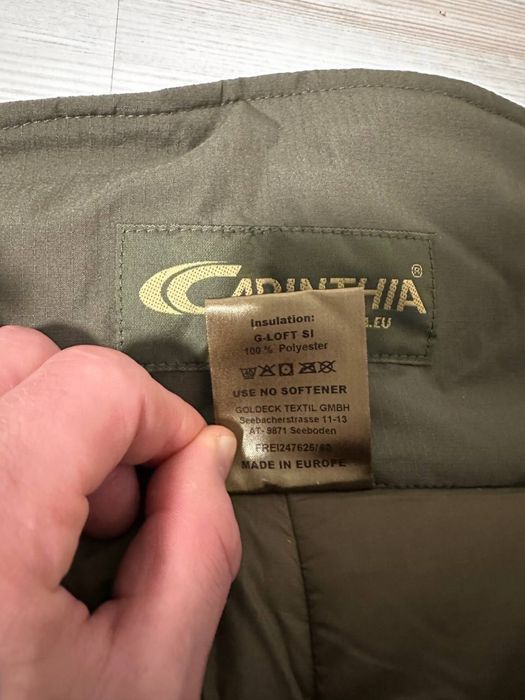 CARINTHIA®
.EU
Insulation:
G-LOFT SI
100 % Polyester
USE NO SOFTENER
GOLDECK TEXTIL GMBH
Seebacherstrasse 11-13
AT- 9871 Seeboden
MADE IN EUROPE